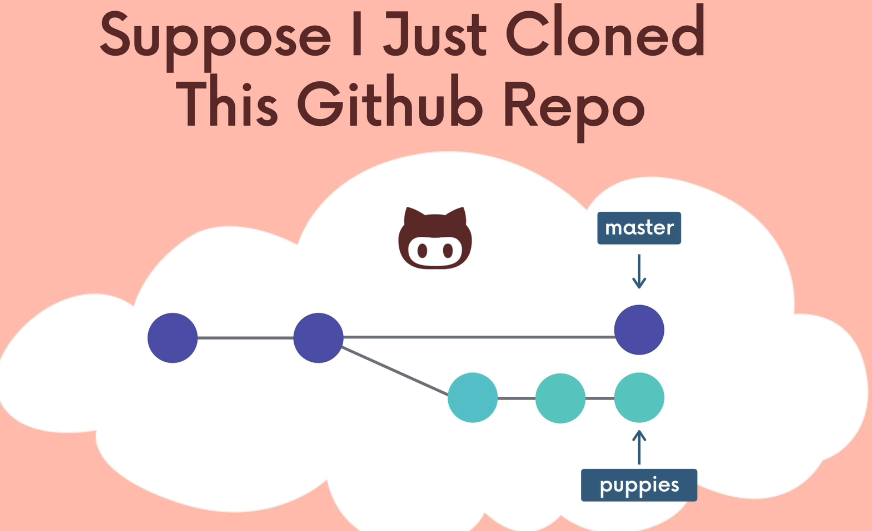 Suppose I Just Cloned
This Github Repo
master
puppies